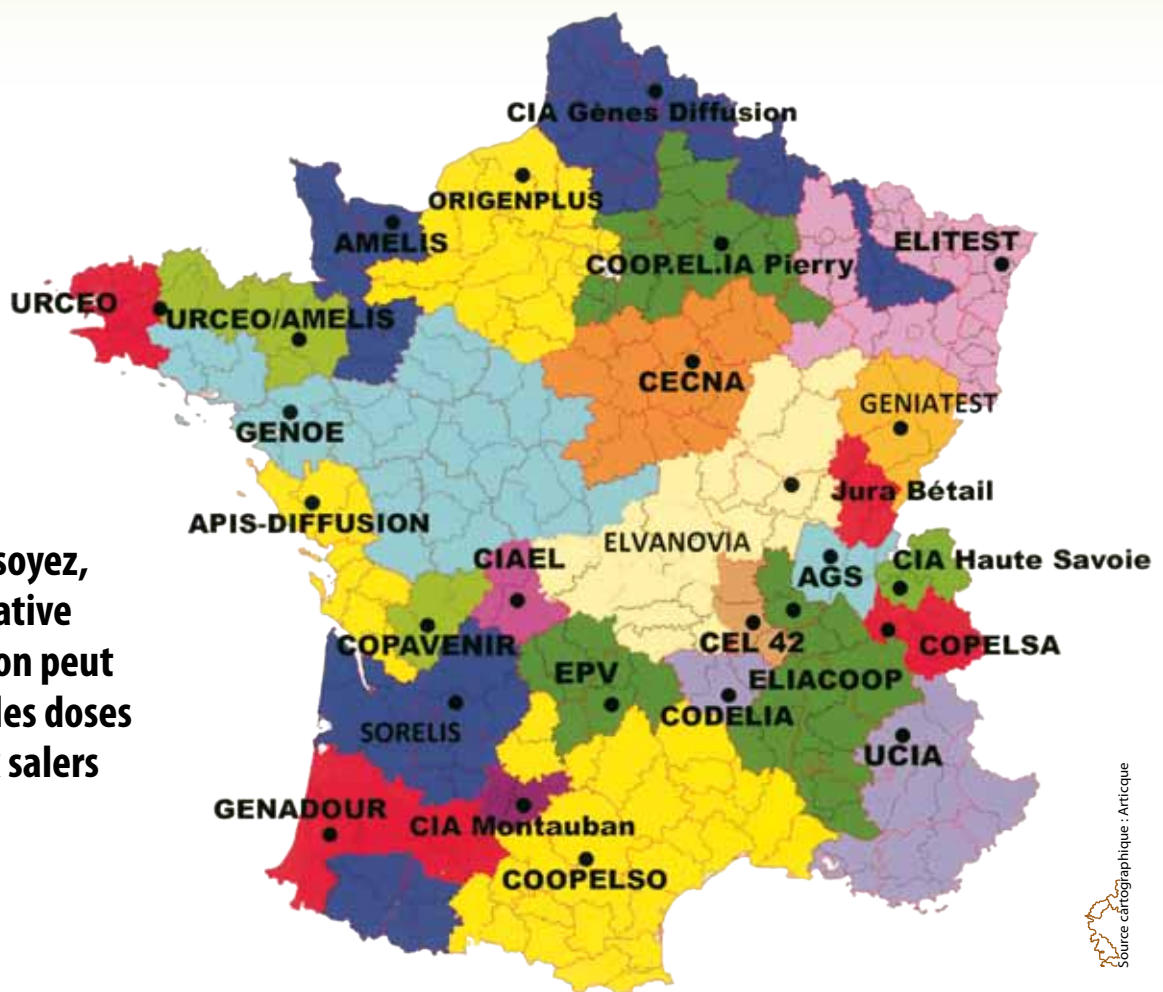 CIA Gènes Diffusion
ORIGENPLUS
AMELIS
COOP.EL.IA Pierry
ELITEST
URCEO
URCEO/AMELIS
CECNA
GENIATEST
GENOE
Jura Bétail
APIS-DIFFUSION
ELVANOVIA
CIAEL
AGS
CIA Haute Savoie
COPAVENIR
CEL 42
COPELSA
EPV
ELIACOOP
CODELIA
SORELIS
UCIA
GENADOUR
CIA Montauban
COOPELSO
soyez,
ative
on peut
les doses
salers
Source cartographique : Articque